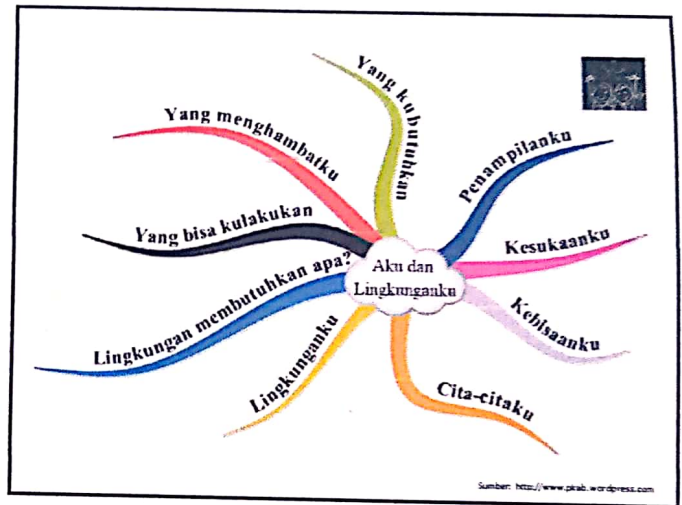 Yang kubutuhkan
Yang menghambatku
Penampilanku
Yang bisa kulakukan
Kesukaanku
Aku dan
Lingkunganku
Lingkungan membutuhkan apa?
Kebisaanku
Lingkunganku
Cita-citaku
Sumber: http://www.pkab.wordpress.com